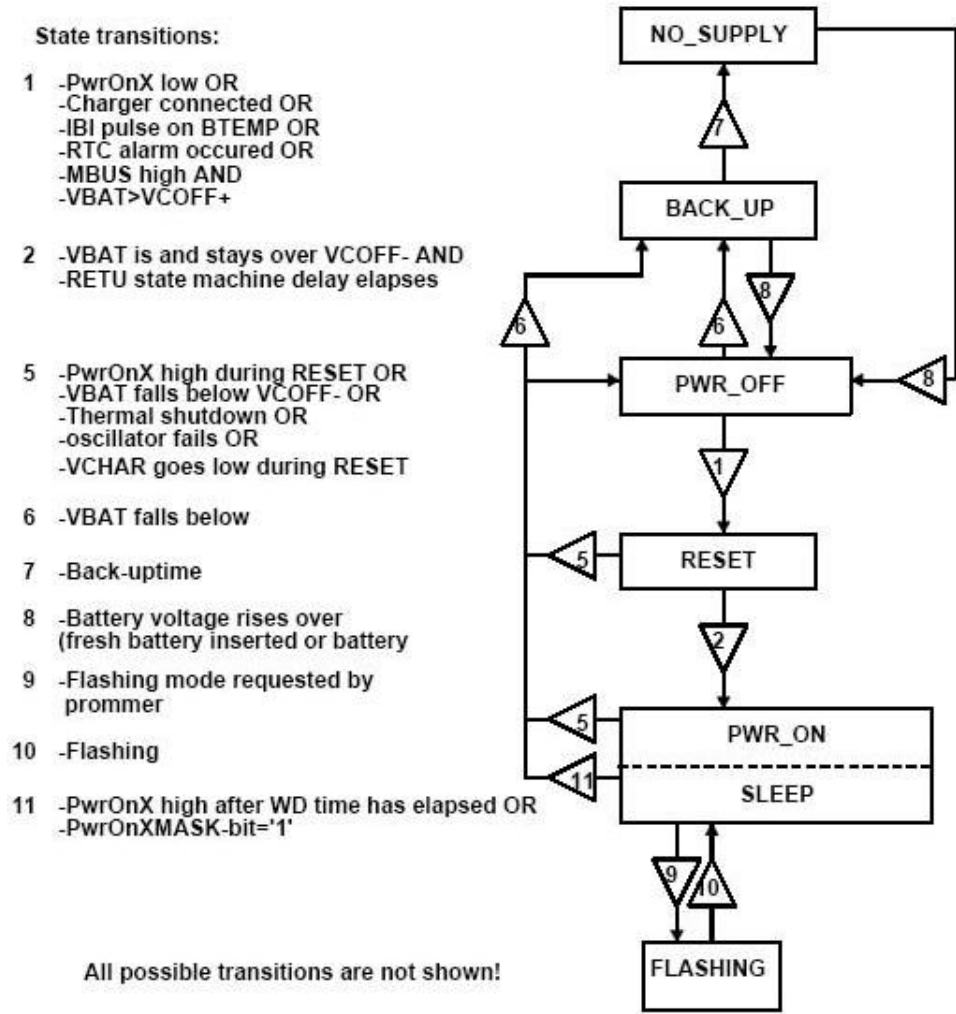 State transitions:
1 -PwrOnX low OR
-Charger connected OR
-IBI pulse on BTEMP OR
-RTC alarm occured OR
-MBUS high AND
-VBAT>VCOFF+
2 -VBAT is and stays over VCOFF- AND
-RETU state machine delay elapses
5 -PwrOnX high during RESET OR
-VBAT falls below VCOFF- OR
-Thermal shutdown OR
-oscillator fails OR
-VCHAR goes low during RESET
6 -VBAT falls below
7 -Back-uptime
8 -Battery voltage rises over
(fresh battery inserted or battery
9 -Flashing mode requested by
prommer
10 -Flashing
11 -PwrOnX high after WD time has elapsed OR
-PwrOnXMASK-bit='1'
All possible transitions are not shown!
NO_SUPPLY
7
BACK_UP
6
6
8
PWR_OFF
8
1
RESET
5
2
PWR_ON
5
SLEEP
11
9
10
FLASHING